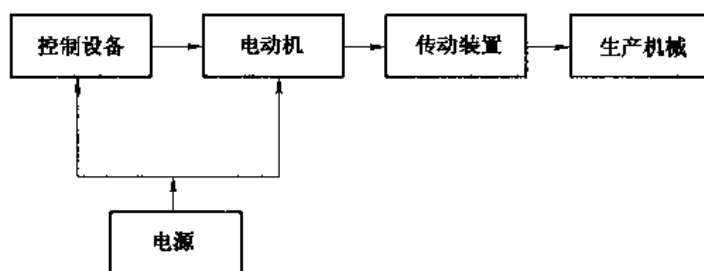 控制设备
电动机
传动装置
生产机械
电源